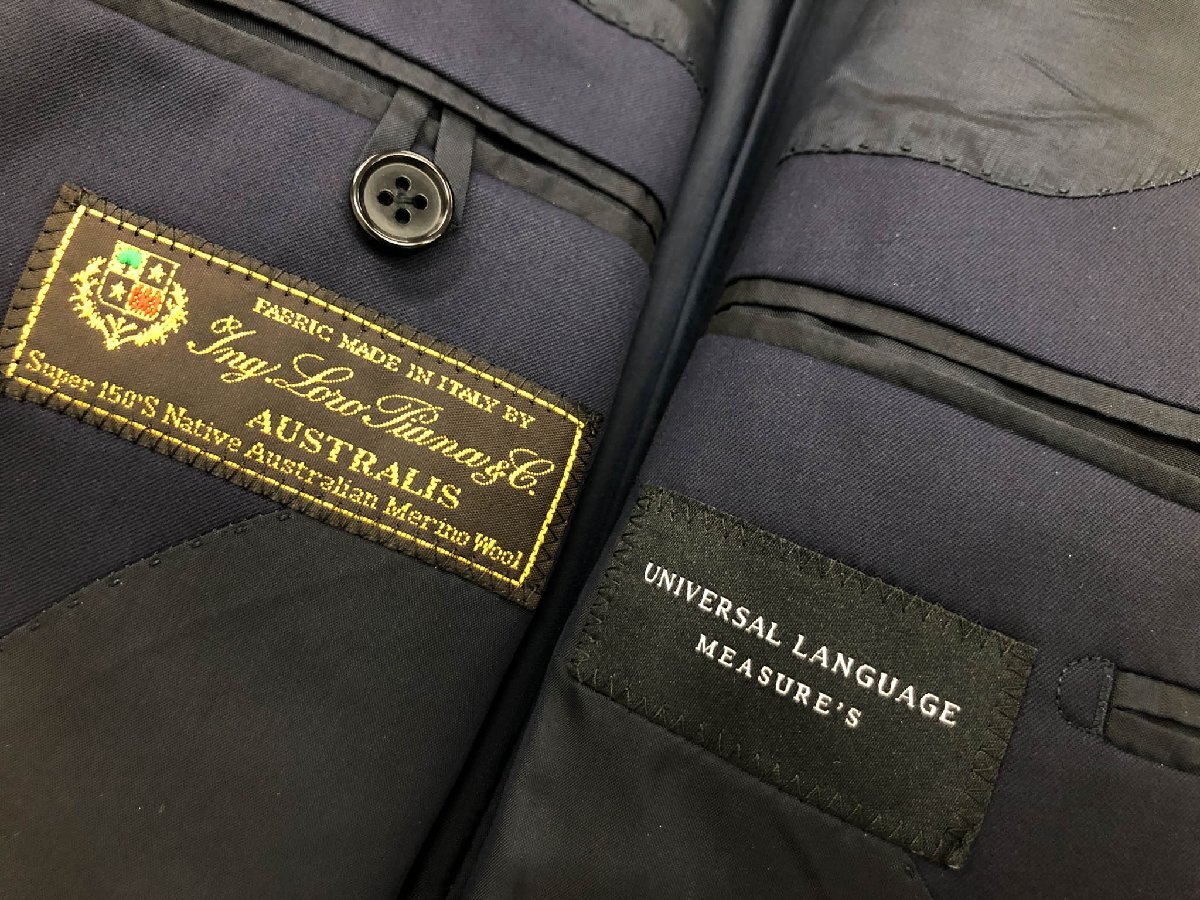 FABRIC MADE IN ITALY BY
Ing Loro Piana & C.
AUSTRALIS
Super 150'S Native Australian Merino Wool
UNIVERSAL LANGUAGE
MEASURE'S